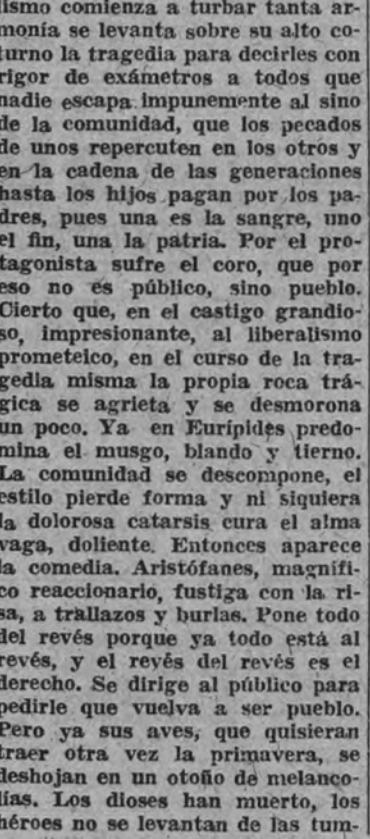 lismo comienza a turbar tanta ar-
monía se levanta sobre su alto co-
turno la tragedia para decirles con
rigor de exámetros a todos que
nadie escapa impunemente al sino
de la comunidad, que los pecados
de unos repercuten en los otros y
en la cadena de las generaciones
hasta los hijos pagan por los pa-
dres, pues una es la sangre, uno
el fin, una la patria. Por el pro-
tagonista sufre el coro, que por
eso no es público, sino pueblo.
Cierto que, en el castigo grandio-
so, impresionante, al liberalismo
prometeico, en el curso de la tra-
gedia misma la propia roca trá-
gica se agrieta y se desmorona
un poco. Ya en Eurípides predo-
mina el musgo, blando y tierno.
La comunidad se descompone, el
estilo pierde forma y ni siquiera
la dolorosa catarsis cura el alma
vaga, doliente. Entonces aparece
la comedia. Aristófanes, magnífi-
co reaccionario, fustiga con la ri-
sa, a trallazos y burlas. Pone todo
del revés porque ya todo está al
revés, y el revés del revés es el
derecho. Se dirige al público para
pedirle que vuelva a ser pueblo.
Pero ya sus aves, que quisieran
traer otra vez la primavera, se
deshojan en un otoño de melanco-
lías. Los dioses han muerto, los
héroes no se levantan de las tum-